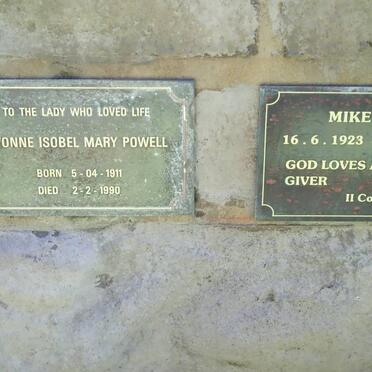 TO THE LADY WHO LOVED LIFE
ONNE ISOBEL MARY POWELL
BORN 5-04-1911
DIED 2-2-1990
MIKE
16.6.1923
GOD LOVES A
GIVER
II Co